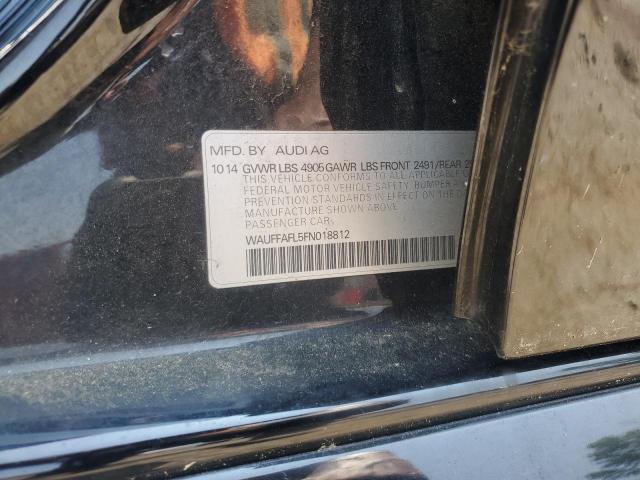 MFD. BY AUDI AG
10 14 GVWR LBS 4905 GAWR LBS FRONT 2491/REAR
THIS VEHICLE CONFORMS TO ALL APPLICABLE
FEDERAL MOTOR VEHICLE SAFETY, BUMPER A
PREVENTION STANDARDS IN EFFECT ON THE
MANUFACTURE SHOWN ABOVE.
PASSENGER CAR
WAUFFAFL5FN018812